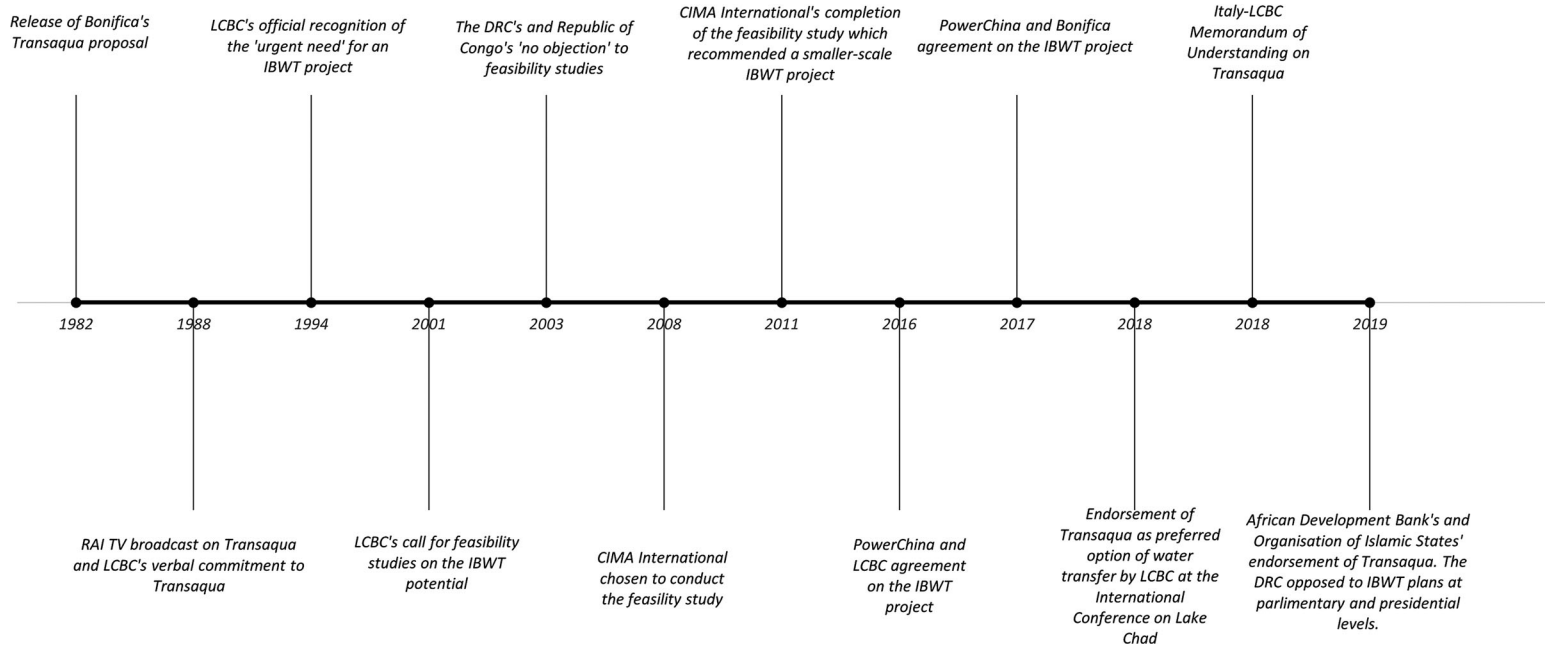 Release of Bonifica's
Transaqua proposal
LCBC's official recognition of
the 'urgent need' for an
IBWT project
The DRC's and Republic of
Congo's 'no objection' to
feasibility studies
CIMA International's completion
of the feasibility study which
recommended a smaller-scale
IBWT project
PowerChina and Bonifica
agreement on the IBWT project
Italy-LCBC
Memorandum of
Understanding on
Transaqua
1982
1988
1994
2001
2003
2008
2011
2016
2017
2018
2018
2019
RAI TV broadcast on Transaqua
and LCBC's verbal commitment to
Transaqua
LCBC's call for feasibility
studies on the IBWT
potential
CIMA International
chosen to conduct
the feasility study
PowerChina and
LCBC agreement
on the IBWT
project
Endorsement of
Transaqua as preferred
option of water
transfer by LCBC at the
International
Conference on Lake
Chad
African Development Bank's and
Organisation of Islamic States'
endorsement of Transaqua. The
DRC opposed to IBWT plans at
parlimentary and presidential
levels.